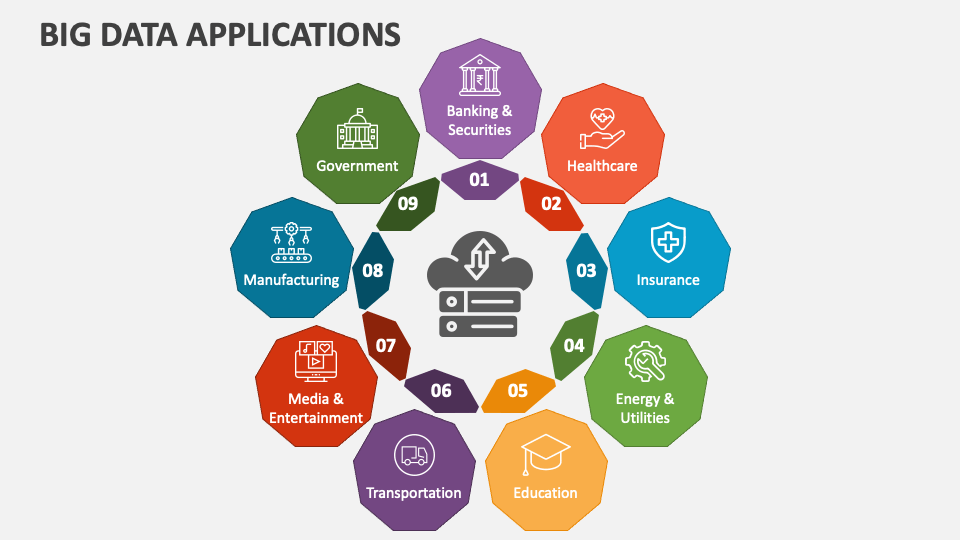 BIG DATA APPLICATIONS
₹
Banking &
Securities
01
Healthcare
02
Insurance
03
Energy &
Utilities
04
Education
05
Transportation
06
Media &
Entertainment
07
Manufacturing
08
Government
09